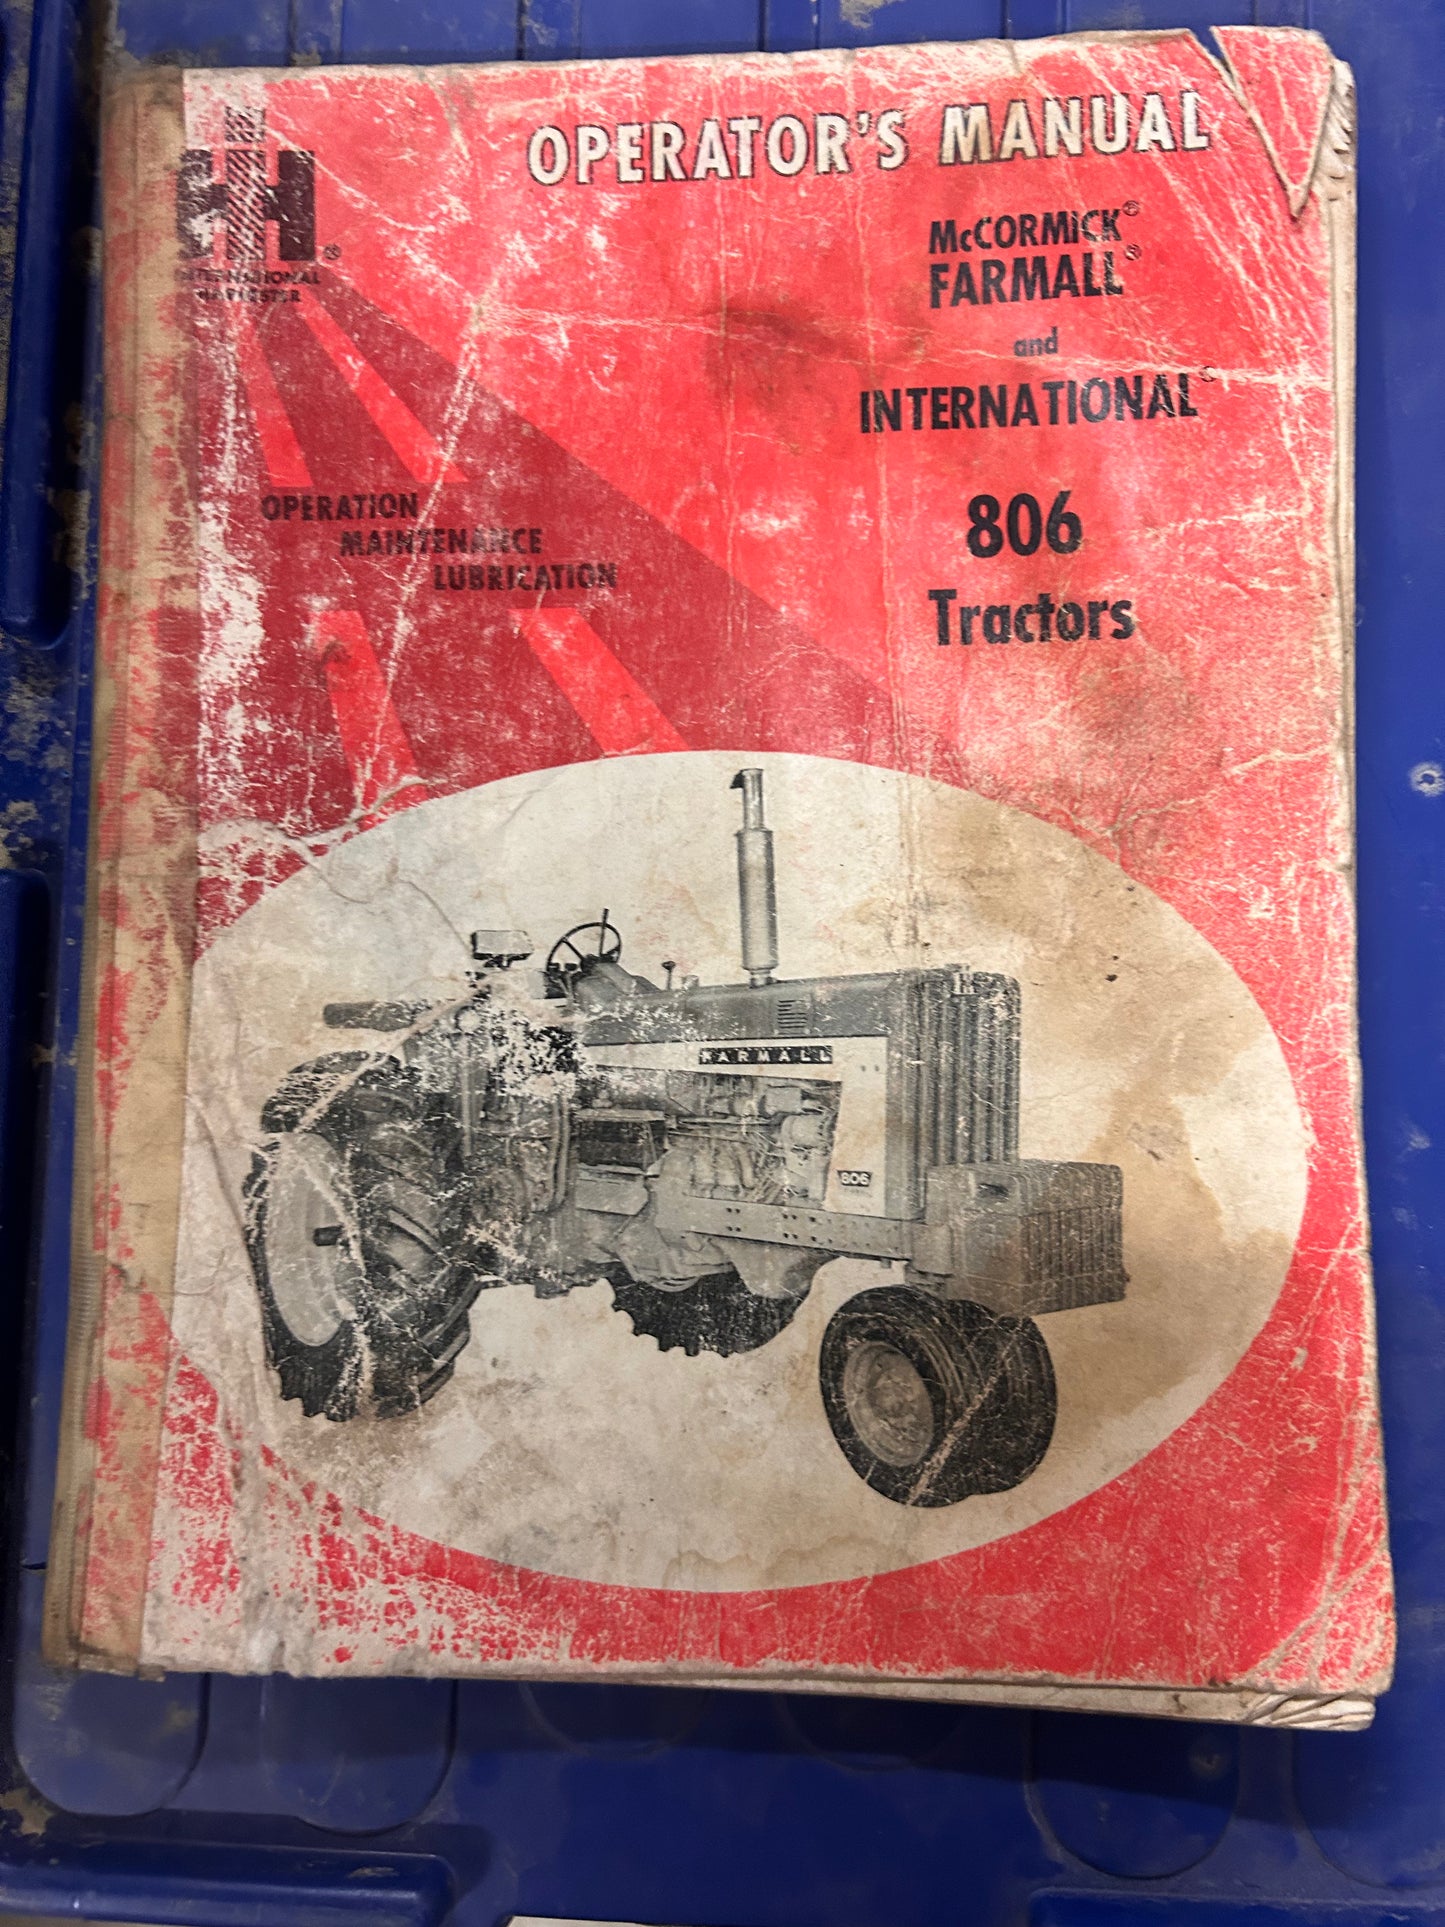 OPERATOR'S MANUAL
IH®
INTERNATIONAL
HARVESTER
McCORMICK®
FARMALL®
and
INTERNATIONAL®
806
Tractors
OPERATION
MAINTENANCE
LUBRICATION
FARMALL
806